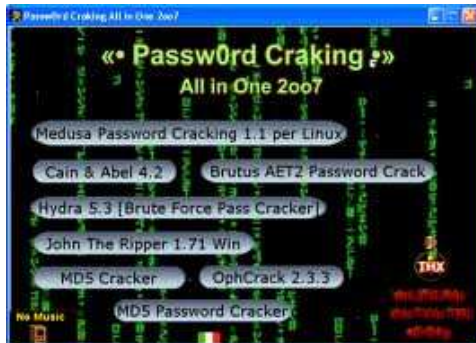 Passw0rd Craking All in One 2oo7
«• Passw0rd Craking •»
All in One 2oo7
Medusa Password Cracking 1.1 per Linux
Cain & Abel 4.2
Brutus AET2 Password Crack
Hydra 5.3 [Brute Force Pass Cracker]
John The Ripper 1.71 Win
MD5 Cracker
OphCrack 2.3.3
MD5 Password Cracker
THX
No Music